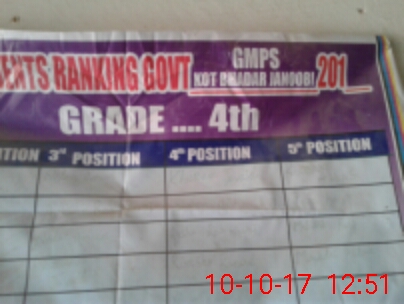 ENTS RANKING GOVT GMPS
KOT BHADAR JANOOBI 201
GRADE .... 4th
ITION 3rd POSITION 4th POSITION 5th POSITION
10-10-17 12:51